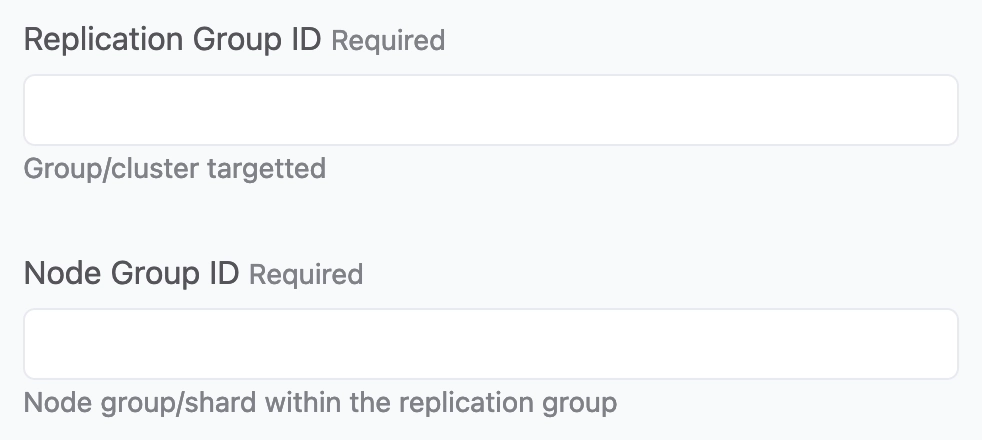 Replication Group ID Required
Group/cluster targetted
Node Group ID Required
Node group/shard within the replication group